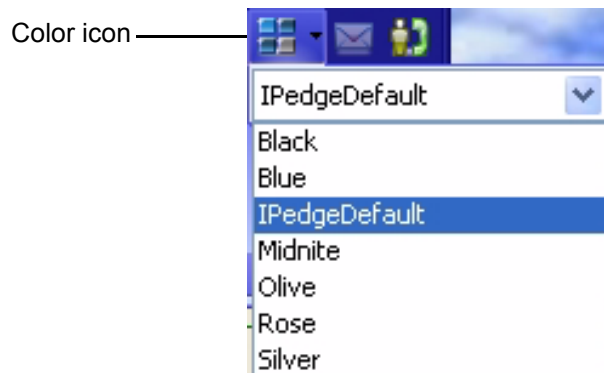 Color icon
IPedgeDefault
Black
Blue
IPedgeDefault
Midnite
Olive
Rose
Silver